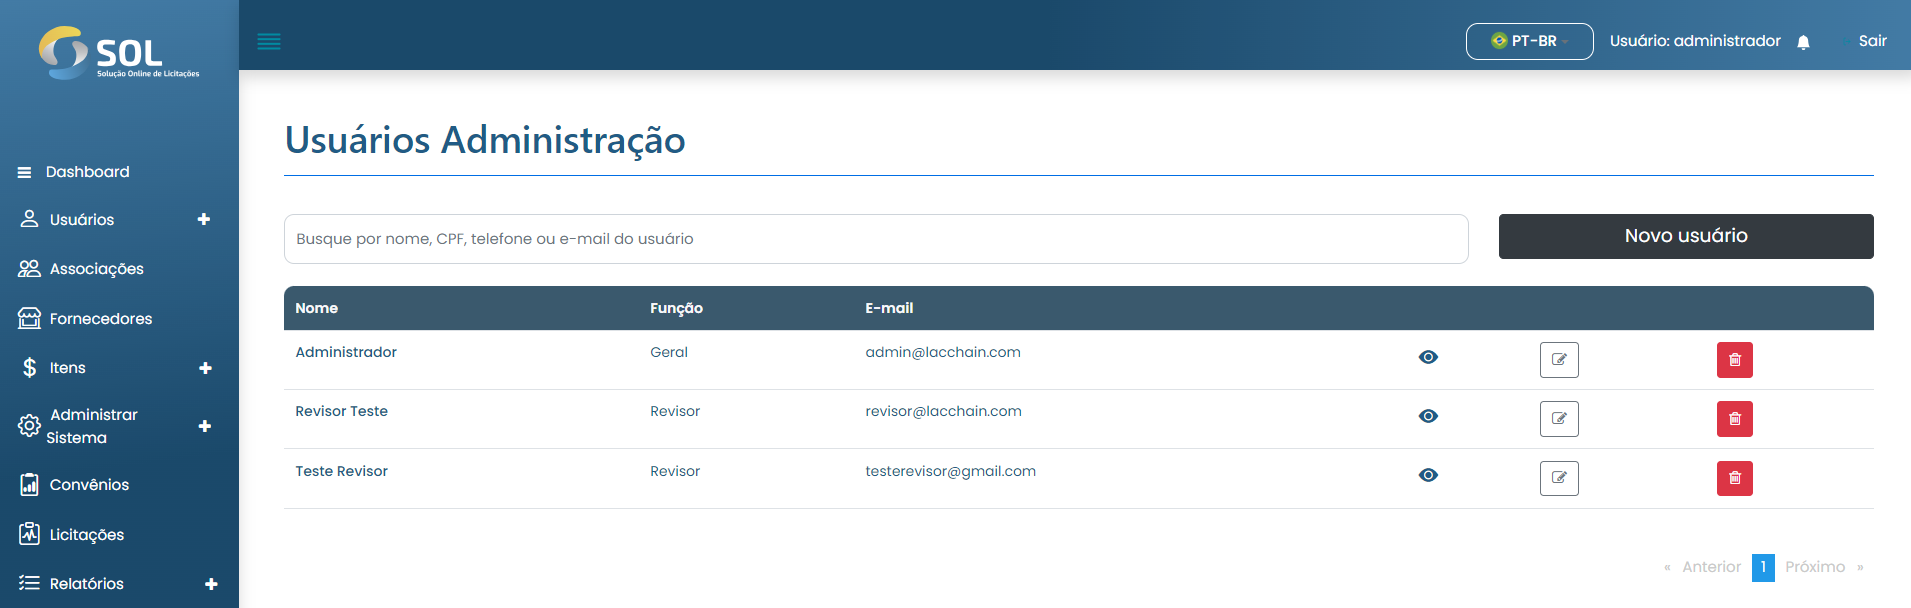 SOL
Solução Online de Licitações
PT-BR
Usuário: administrador
Sair
Dashboard
Usuários
Associações
Fornecedores
Itens
Administrar
Sistema
Convênios
Licitações
Relatórios
Usuários Administração
Busque por nome, CPF, telefone ou e-mail do usuário
Novo usuário
Nome Função E-mail
Administrador Geral admin@lacchain.com
Revisor Teste Revisor revisor@lacchain.com
Teste Revisor Revisor testerevisor@gmail.com
« Anterior 1 Próximo »